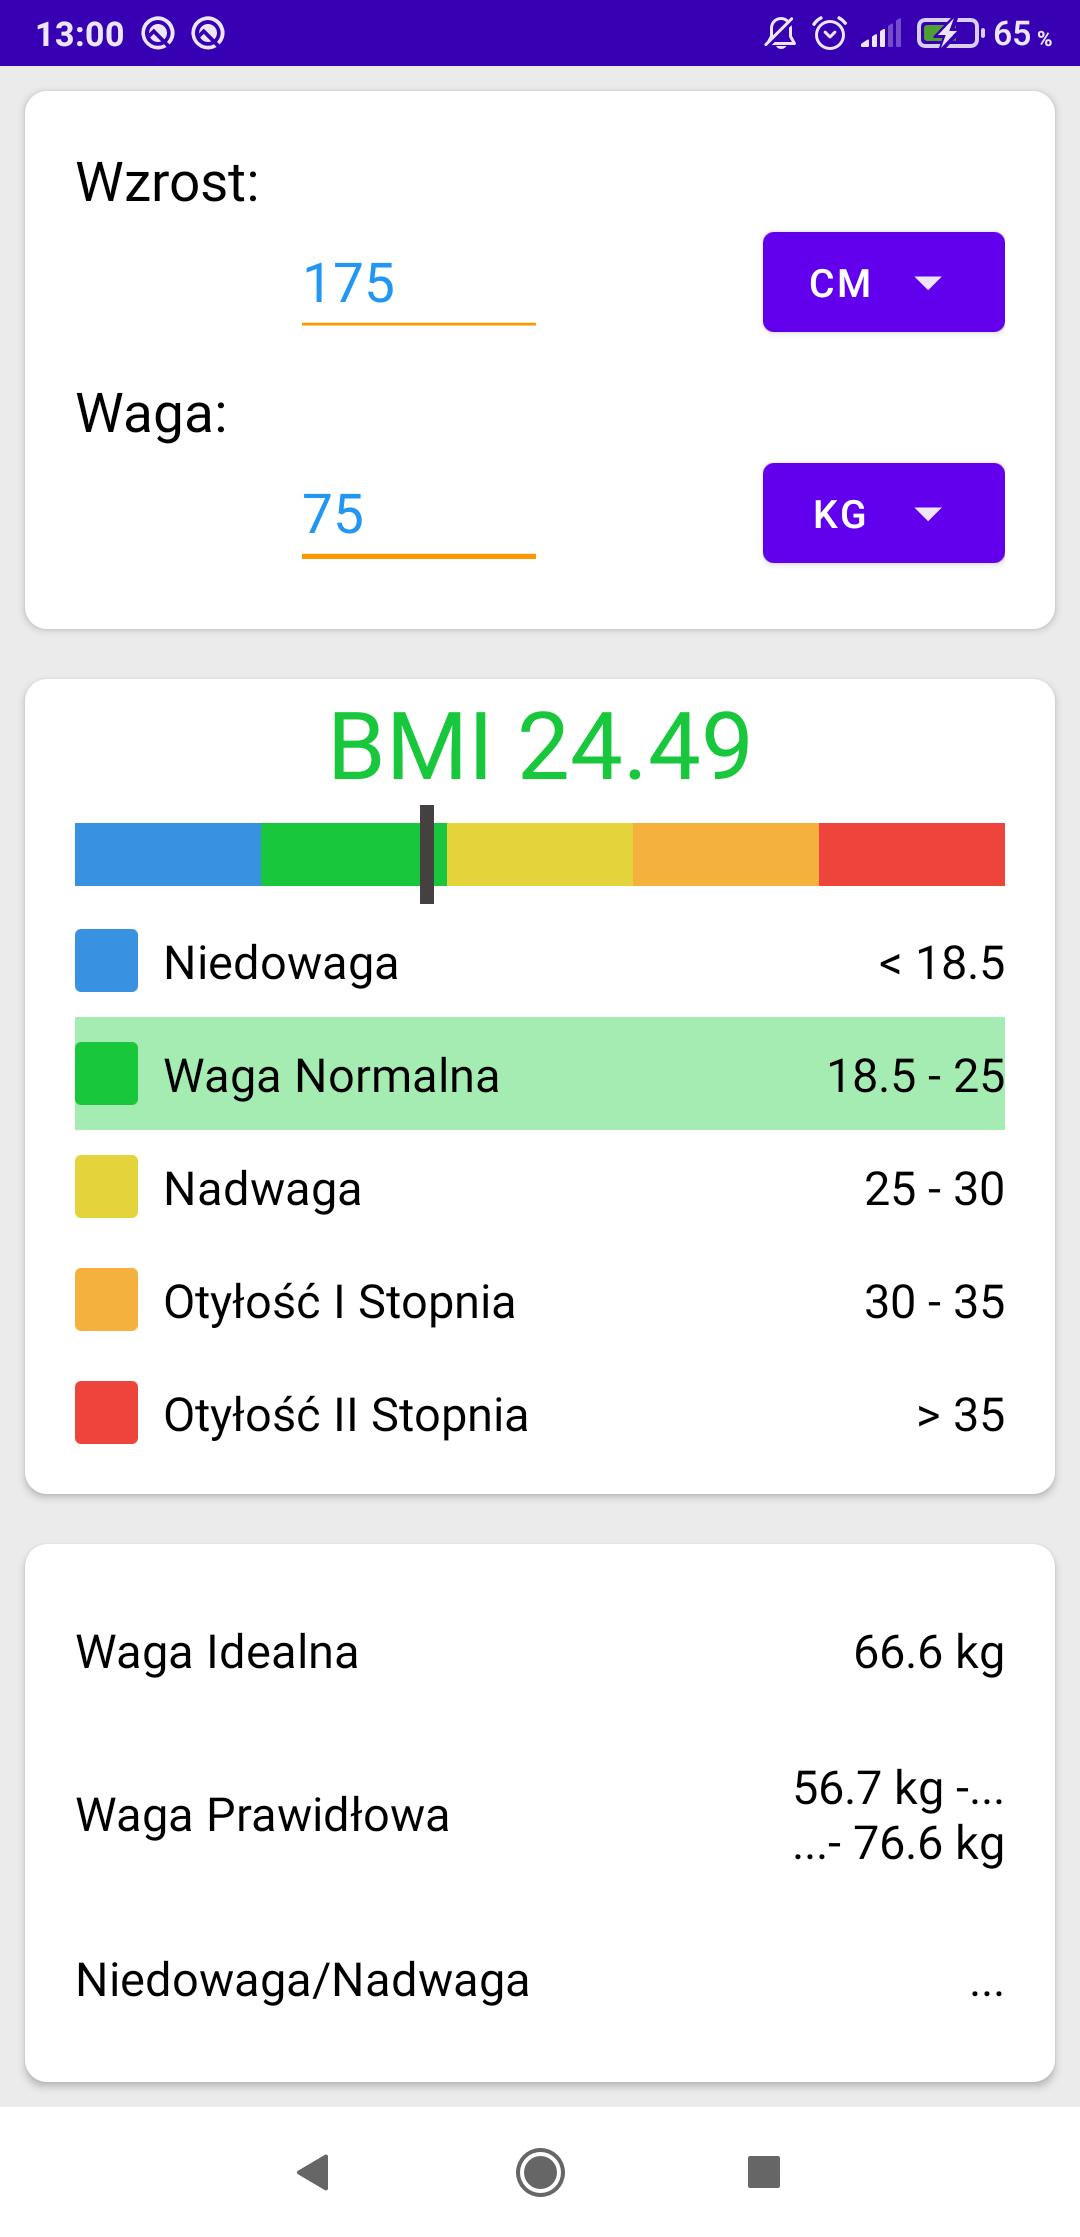 13:00 65 %
Wzrost:
175 CM
Waga:
75 KG
BMI 24.49
Niedowaga < 18.5
Waga Normalna 18.5 - 25
Nadwaga 25 - 30
Otyłość I Stopnia 30 - 35
Otyłość II Stopnia > 35
Waga Idealna 66.6 kg
Waga Prawidłowa 56.7 kg -...
...- 76.6 kg
Niedowaga/Nadwaga ...